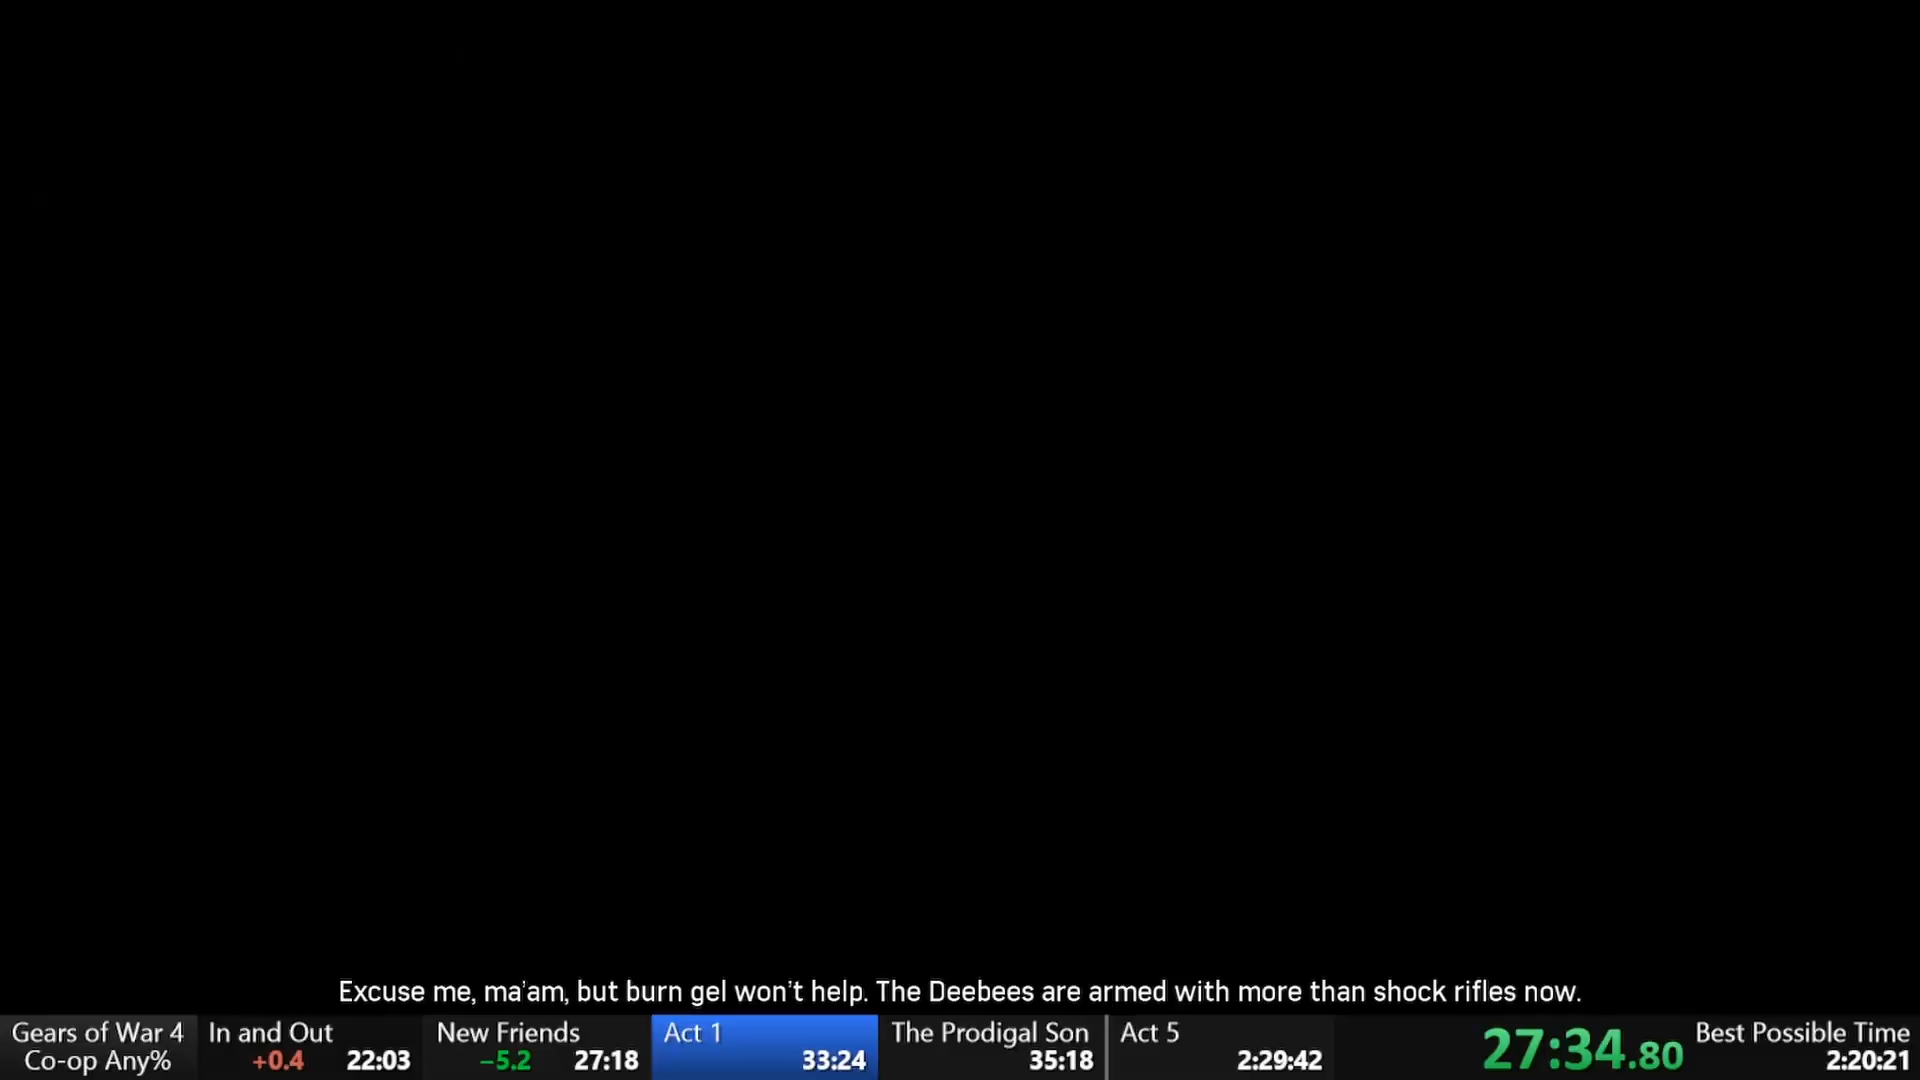 Excuse me, ma'am, but burn gel won't help. The Deebees are armed with more than shock rifles now.
Gears of War 4
Co-op Any%
In and Out
+0.4 22:03
New Friends
−5.2 27:18
Act 1
33:24
The Prodigal Son
35:18
Act 5
2:29:42
27:34.80
Best Possible Time
2:20:21